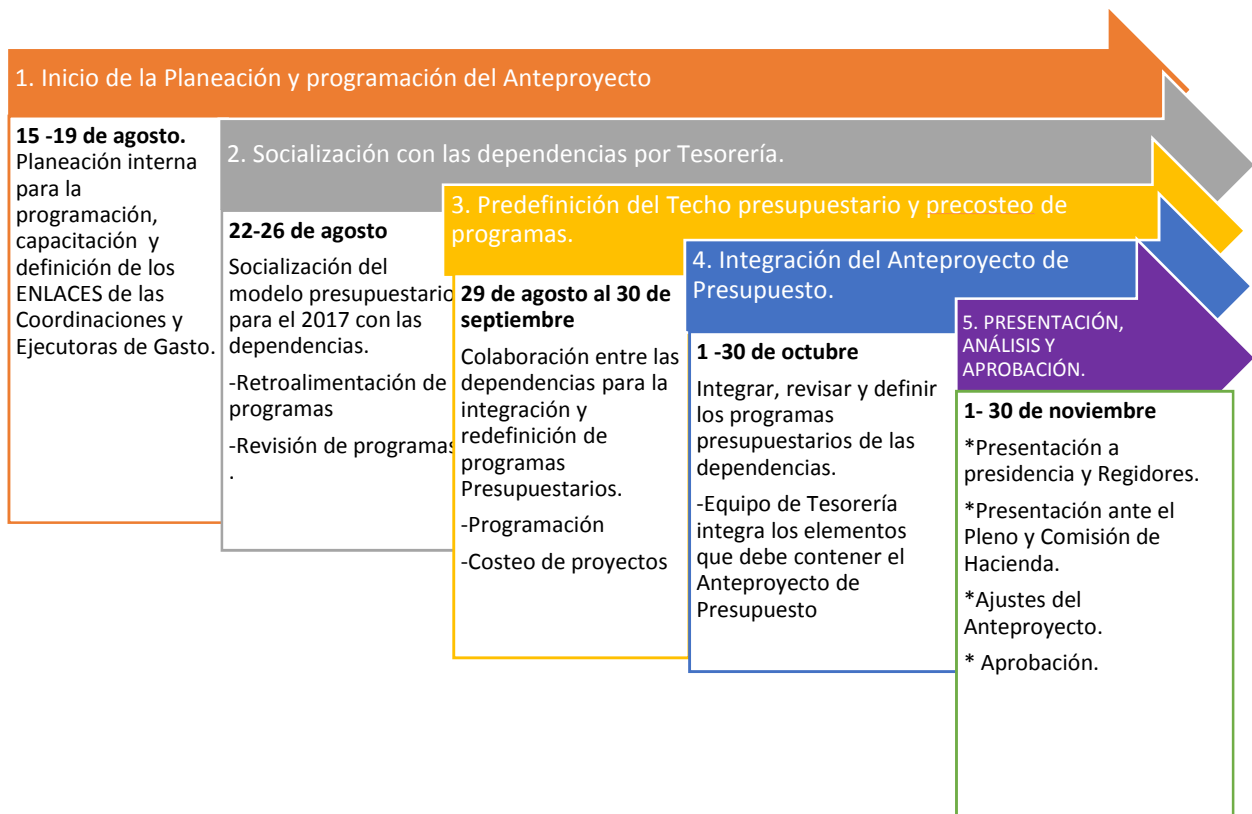 1. Inicio de la Planeación y programación del Anteproyecto
15 -19 de agosto.
Planeación interna
para la
programación,
capacitación y
definición de los
ENLACES de las
Coordinaciones y
Ejecutoras de Gasto.
2. Socialización con las dependencias por Tesorería.
22-26 de agosto
Socialización del
modelo presupuestario
para el 2017 con las
dependencias.
-Retroalimentación de
programas
-Revisión de programas
.
3. Predefinición del Techo presupuestario y precosteo de
programas.
29 de agosto al 30 de
septiembre
Colaboración entre las
dependencias para la
integración y
redefinición de
programas
Presupuestarios.
-Programación
-Costeo de proyectos
4. Integración del Anteproyecto de
Presupuesto.
1 -30 de octubre
Integrar, revisar y definir
los programas
presupuestarios de las
dependencias.
-Equipo de Tesorería
integra los elementos
que debe contener el
Anteproyecto de
Presupuesto
5. PRESENTACIÓN,
ANÁLISIS Y
APROBACIÓN.
1- 30 de noviembre
*Presentación a
presidencia y Regidores.
*Presentación ante el
Pleno y Comisión de
Hacienda.
*Ajustes del
Anteproyecto.
* Aprobación.